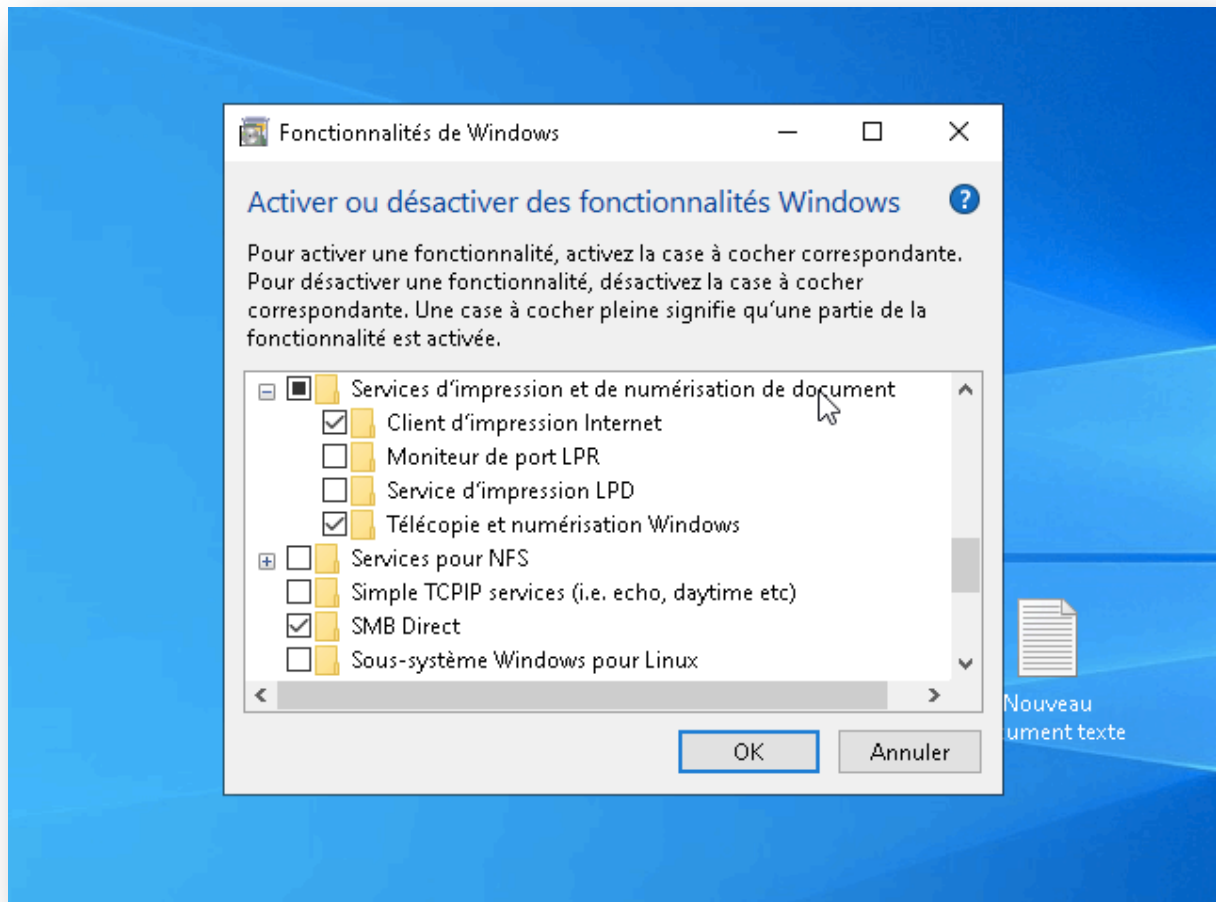 Fonctionnalités de Windows
Activer ou désactiver des fonctionnalités Windows
Pour activer une fonctionnalité, activez la case à cocher correspondante.
Pour désactiver une fonctionnalité, désactivez la case à cocher
correspondante. Une case à cocher pleine signifie qu'une partie de la
fonctionnalité est activée.
Services d'impression et de numérisation de document
Client d'impression Internet
Moniteur de port LPR
Service d'impression LPD
Télécopie et numérisation Windows
Services pour NFS
Simple TCPIP services (i.e. echo, daytime etc)
SMB Direct
Sous-système Windows pour Linux
OK
Annuler
Nouveau
ument texte